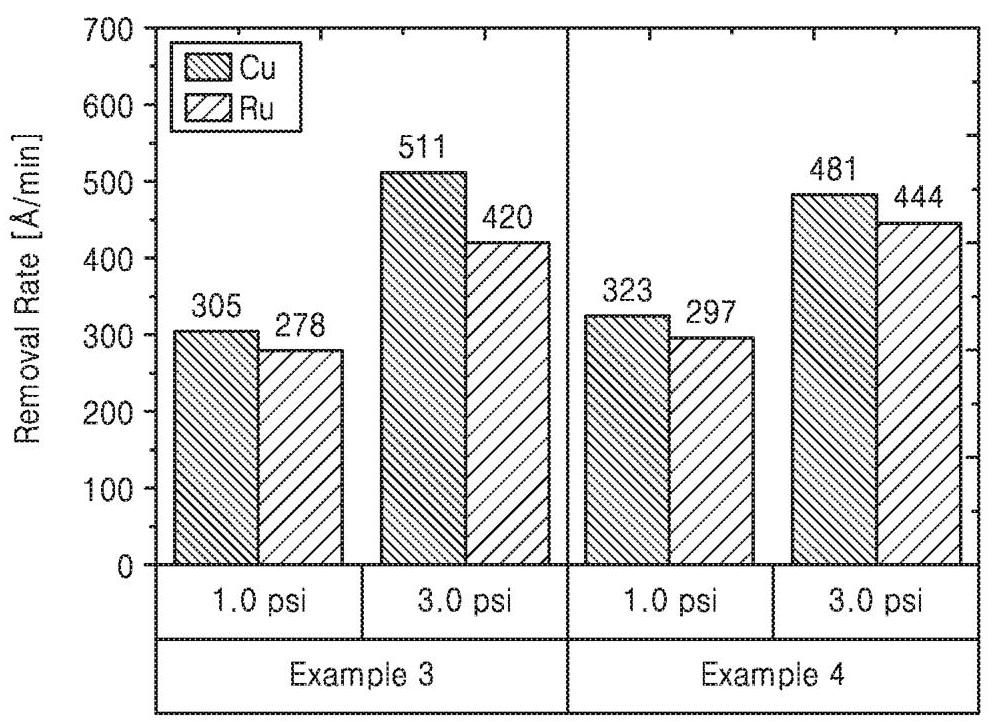 Removal Rate [Å/min]
700
600
500
400
300
200
100
0
Cu
Ru
305
278
511
420
323
297
481
444
1.0 psi
3.0 psi
1.0 psi
3.0 psi
Example 3
Example 4